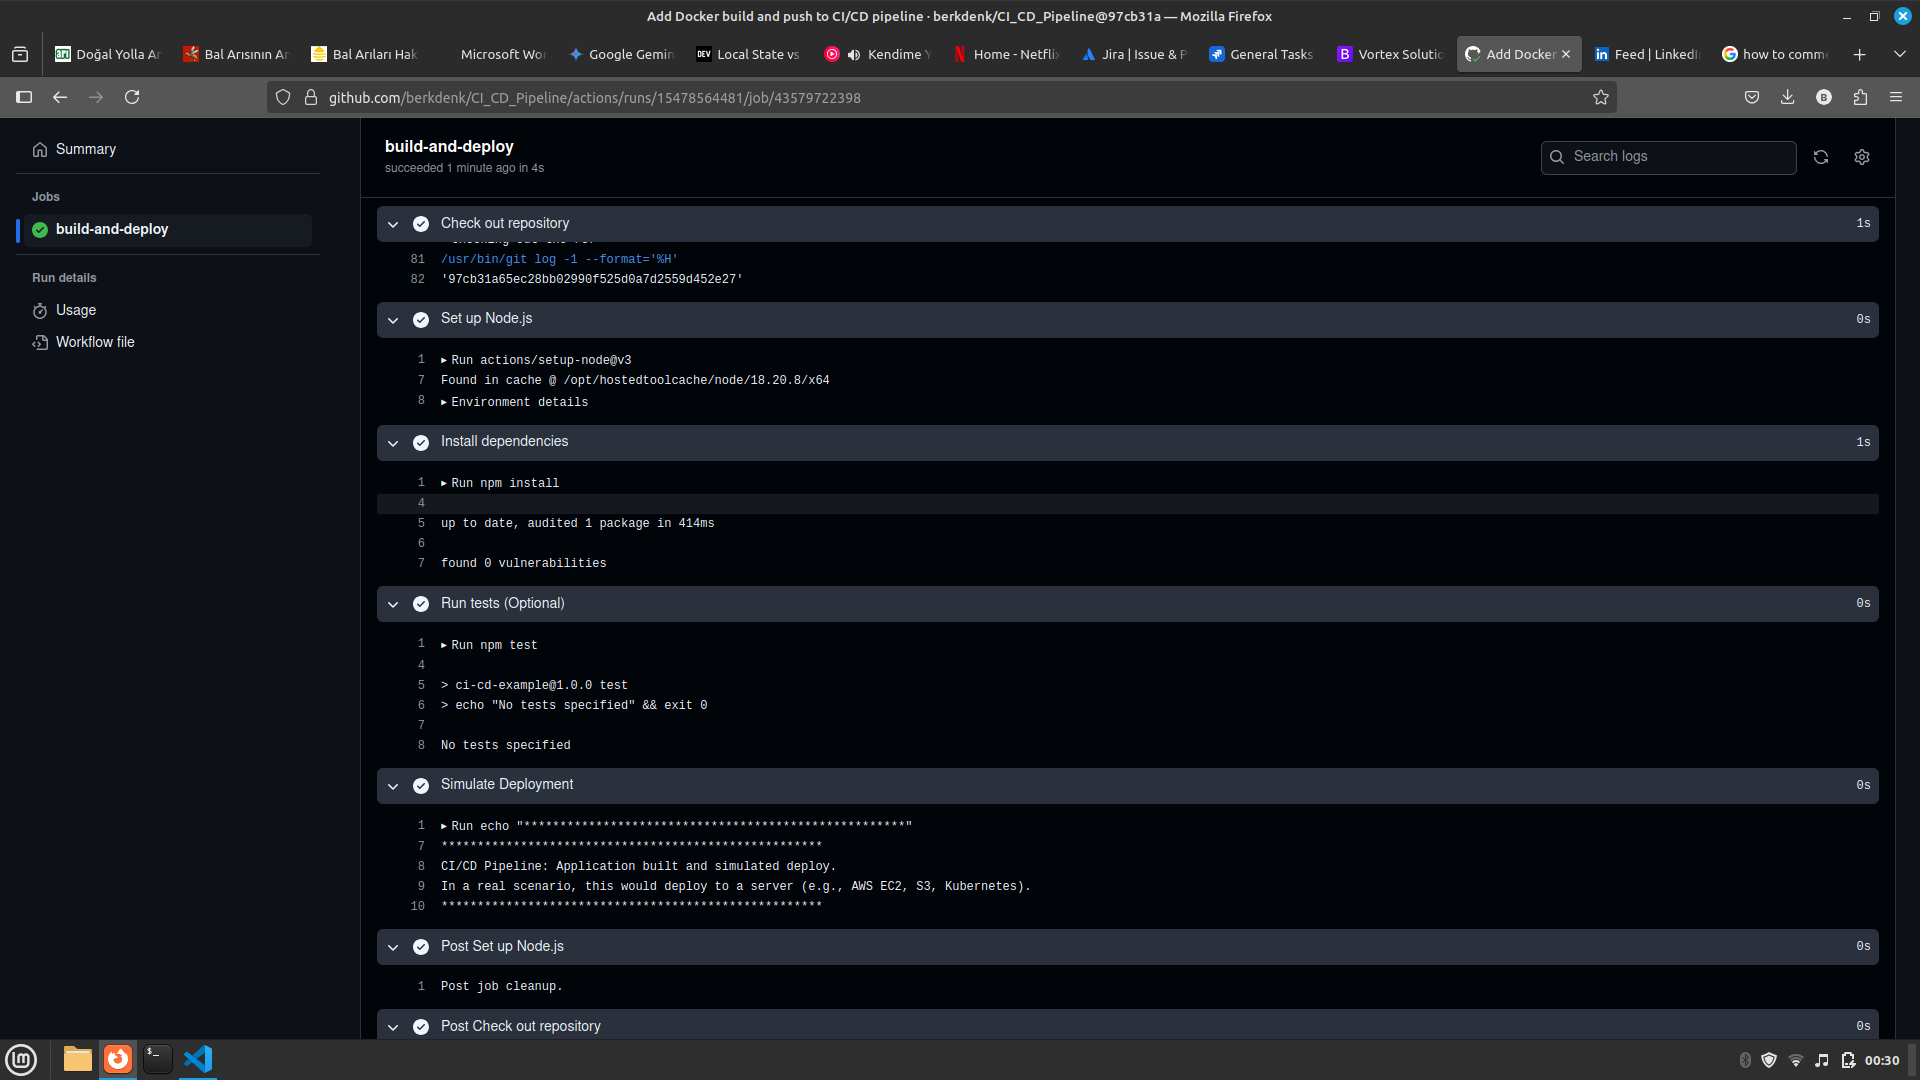 Add Docker build and push to CI/CD pipeline · berkdenk/CI_CD_Pipeline@97cb31a — Mozilla Firefox
Doğal Yolla Ar
Bal Arısının Ar
Bal Arıları Hak
Microsoft Wor
Google Gemin
DEV Local State vs
Kendime Y
Home - Netfli
Jira | Issue & P
General Tasks
B Vortex Solutio
Add Docker
in Feed | LinkedI
how to comme
github.com/berkdenk/CI_CD_Pipeline/actions/runs/15478564481/job/43579722398
B
Summary
Jobs
build-and-deploy
Run details
Usage
Workflow file
build-and-deploy
succeeded 1 minute ago in 4s
Search logs
Check out repository 1s
81 /usr/bin/git log -1 --format='%H'
82 '97cb31a65ec28bb02990f525d0a7d2559d452e27'
Set up Node.js 0s
1 ▸ Run actions/setup-node@v3
7 Found in cache @ /opt/hostedtoolcache/node/18.20.8/x64
8 ▸ Environment details
Install dependencies 1s
1 ▸ Run npm install
4
5 up to date, audited 1 package in 414ms
6
7 found 0 vulnerabilities
Run tests (Optional) 0s
1 ▸ Run npm test
4
5 > ci-cd-example@1.0.0 test
6 > echo "No tests specified" && exit 0
7
8 No tests specified
Simulate Deployment 0s
1 ▸ Run echo "*****************************************************"
7 *****************************************************
8 CI/CD Pipeline: Application built and simulated deploy.
9 In a real scenario, this would deploy to a server (e.g., AWS EC2, S3, Kubernetes).
10 *****************************************************
Post Set up Node.js 0s
1 Post job cleanup.
Post Check out repository 0s
00:30